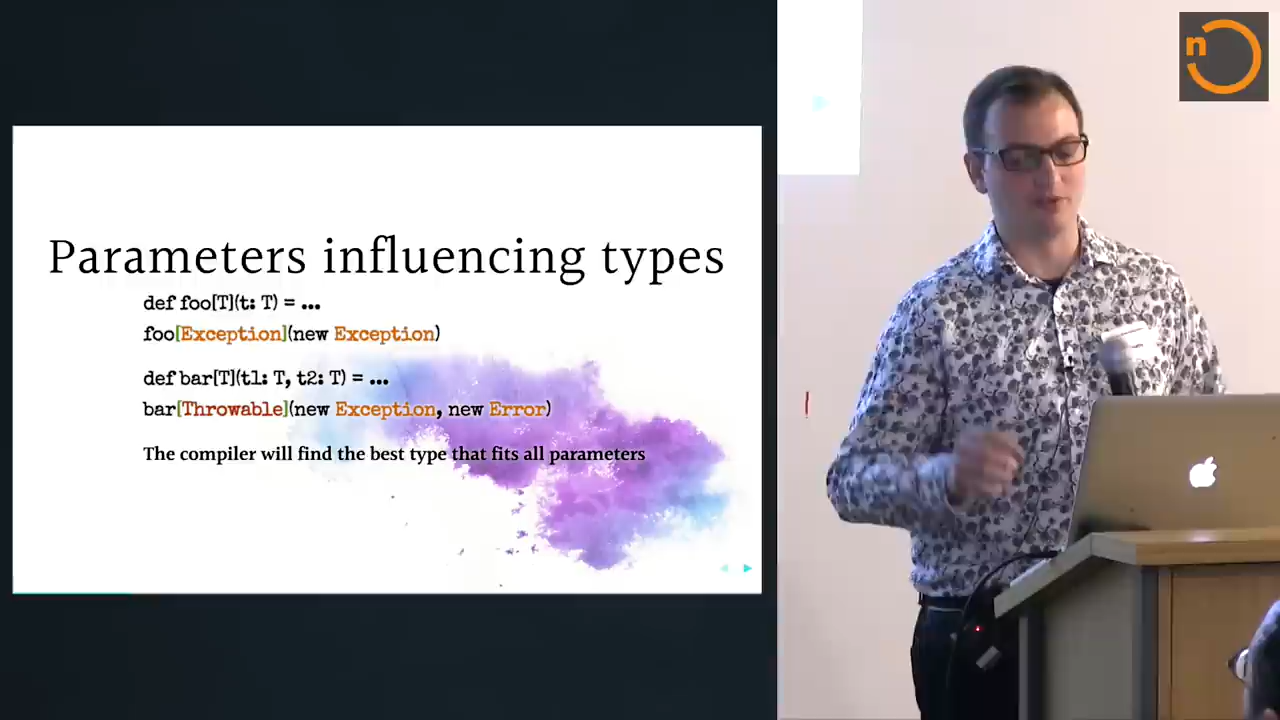 n
Parameters influencing types
def foo[T](t: T) = ...
foo[Exception](new Exception)
def bar[T](t1: T, t2: T) = ...
bar[Throwable](new Exception, new Error)
The compiler will find the best type that fits all parameters